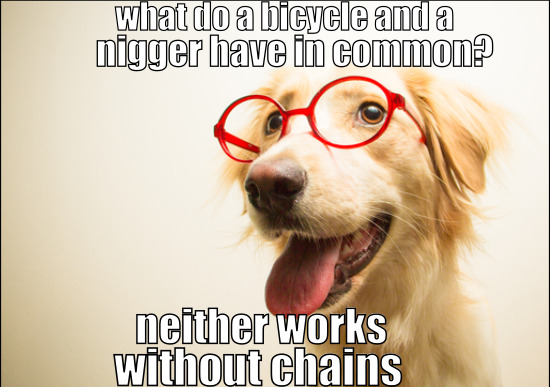 what do a bicycle and a
nigger have in common?
neither works
without chains